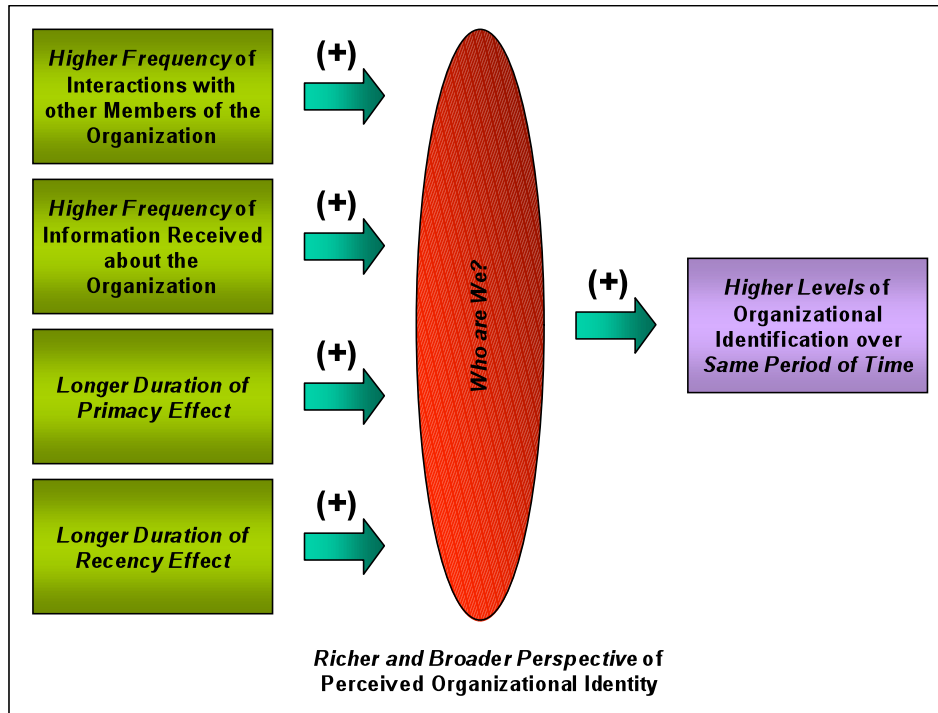 Higher Frequency of
Interactions with
other Members of the
Organization
(+)
Higher Frequency of
Information Received
about the
Organization
(+)
Longer Duration of
Primacy Effect
(+)
Longer Duration of
Recency Effect
(+)
Who are We?
(+)
Higher Levels of
Organizational
Identification over
Same Period of Time
Richer and Broader Perspective of
Perceived Organizational Identity